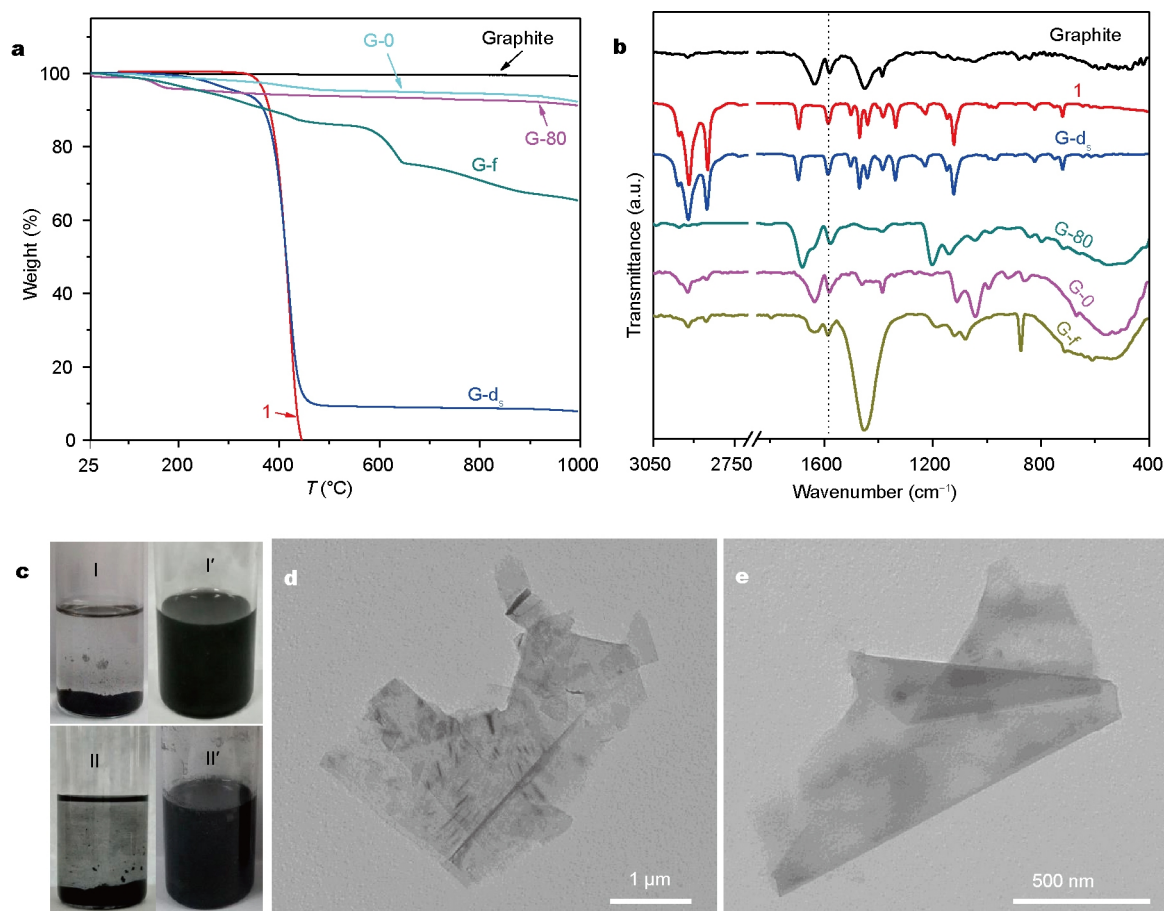 a
Graphite
G-0
G-80
G-f
1
G-dₛ
Weight (%)
100
80
60
40
20
0
25
200
400
600
800
1000
T (°C)
b
Graphite
1
G-dₛ
G-80
G-0
G-f
Transmittance (a.u.)
3050
2750
1600
1200
800
400
Wavenumber (cm⁻¹)
c
I
I′
II
II′
d
1 μm
e
500 nm